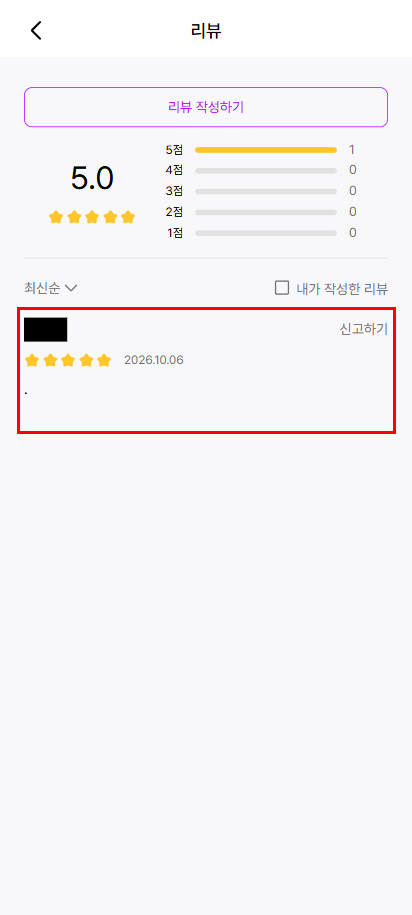 리뷰
리뷰 작성하기
5.0
5점 1
4점 0
3점 0
2점 0
1점 0
최신순
내가 작성한 리뷰
신고하기
2026.10.06
.